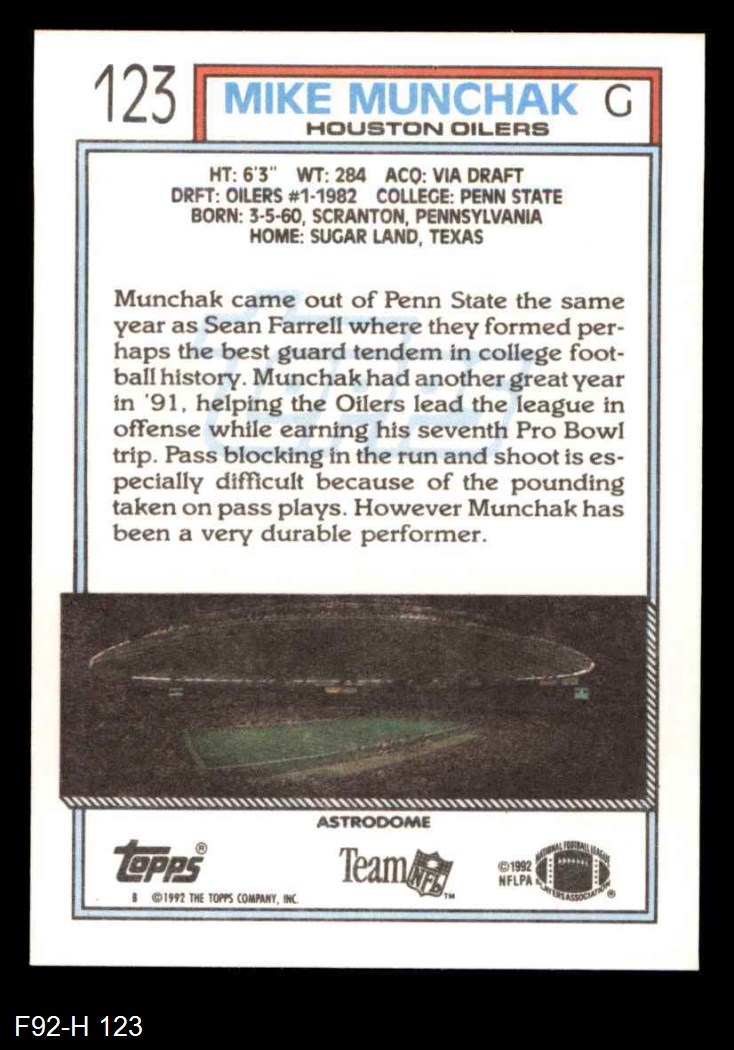 123
MIKE MUNCHAK G
HOUSTON OILERS
HT: 6'3" WT: 284 ACQ: VIA DRAFT
DRFT: OILERS #1-1982 COLLEGE: PENN STATE
BORN: 3-5-60, SCRANTON, PENNSYLVANIA
HOME: SUGAR LAND, TEXAS
Munchak came out of Penn State the same
year as Sean Farrell where they formed per-
haps the best guard tendem in college foot-
ball history. Munchak had another great year
in '91, helping the Oilers lead the league in
offense while earning his seventh Pro Bowl
trip. Pass blocking in the run and shoot is es-
pecially difficult because of the pounding
taken on pass plays. However Munchak has
been a very durable performer.
ASTRODOME
Topps®
B ©1992 THE TOPPS COMPANY, INC.
Team NFL™
©1992
NFLPA
NATIONAL FOOTBALL LEAGUE
PLAYERS ASSOCIATION ®
F92-H 123